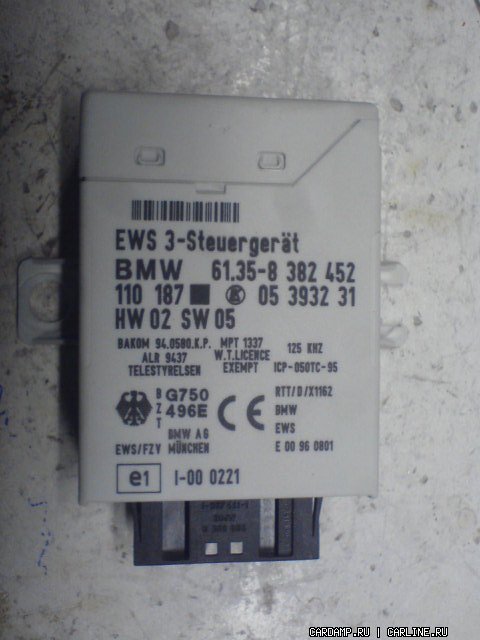 EWS 3-Steuergerät
BMW 61.35-8 382 452
110 187 05 3932 31
HW 02 SW 05
BAKOM 94.0580.K.P. MPT 1337 125 KHZ
ALR 9437 W.T.LICENCE
TELESTYRELSEN EXEMPT ICP-050TC-95
BZT G750 RTT/D/X1162
496E CE BMW
BMW AG EWS
EWS/FZV MÜNCHEN E 00 96 0801
e1 I-00 0221
CARDAMP.RU | CARLINE.RU